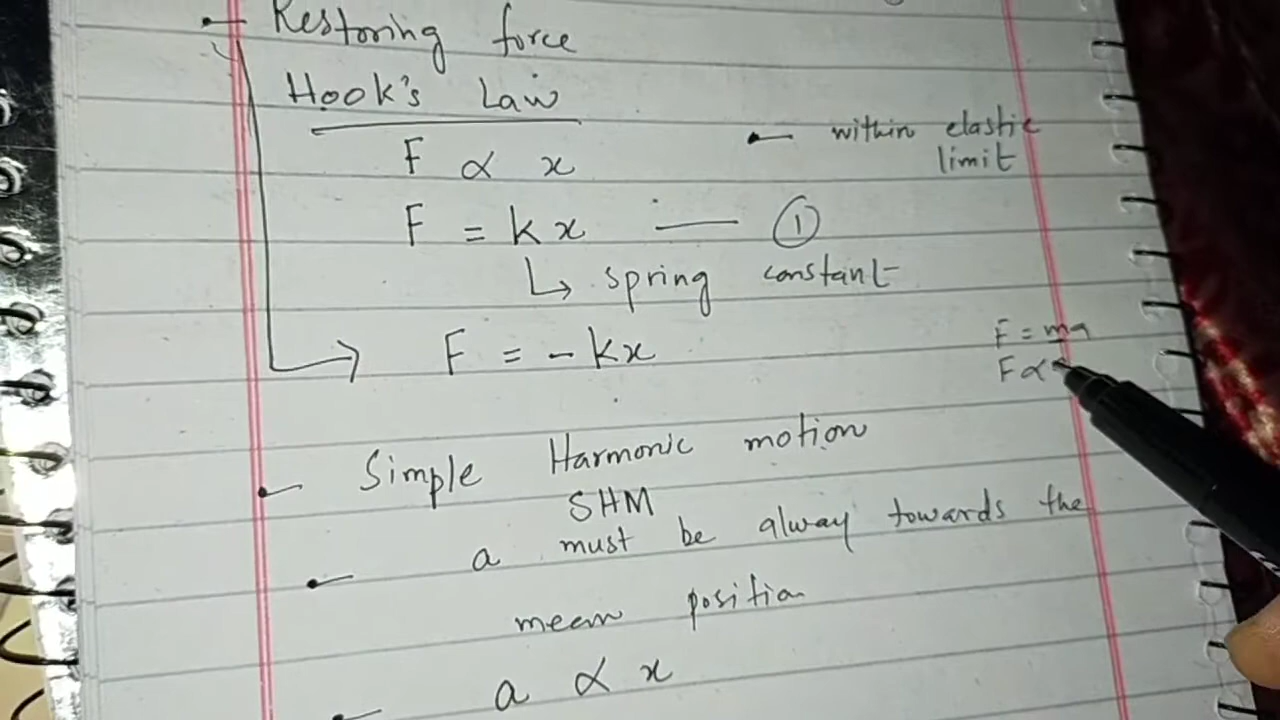 Restoring force
Hook's Law
F ∝ x
within elastic
limit
F = kx —— ①
↳ spring constant
F = -kx
F = ma
F ∝
Simple Harmonic motion
SHM
a must be alway towards the
mean position
a ∝ x